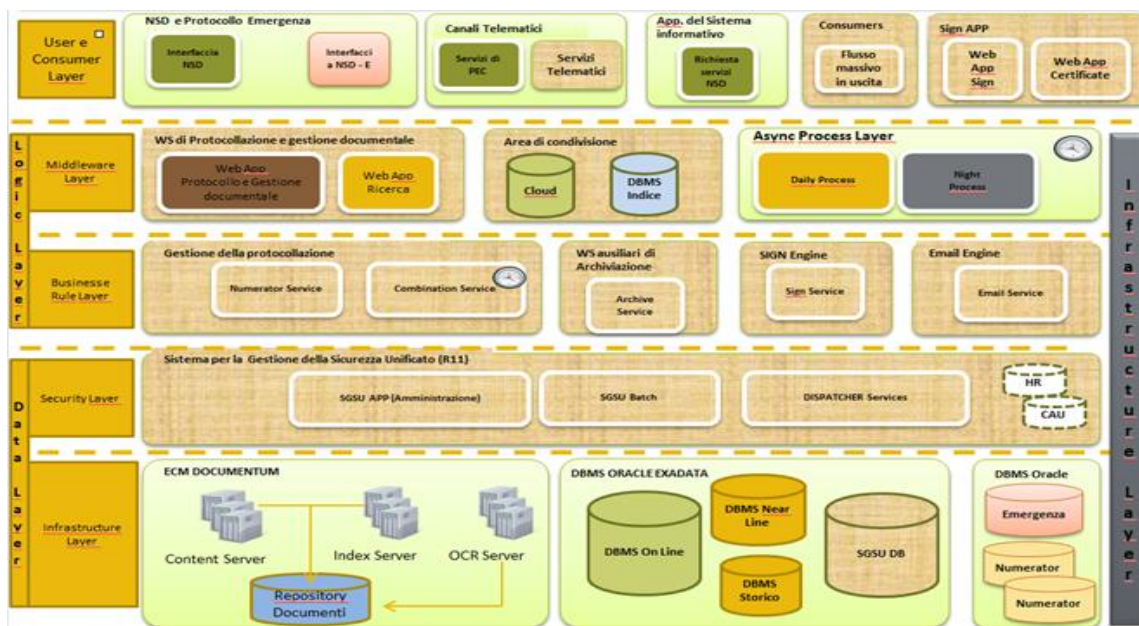 User e
Consumer
Layer
NSD e Protocollo Emergenza
Interfaccia
NSD
Interfacci
a NSD - E
Canali Telematici
Servizi di
PEC
Servizi
Telematici
App. del Sistema
informativo
Richiesta
servizi
NSD
Consumers
Flusso
massivo
in uscita
Sign APP
Web
App
Sign
Web App
Certificate
Logic Layer
Middleware
Layer
WS di Protocollazione e gestione documentale
Web App
Protocollo e Gestione
documentale
Web App
Ricerca
Area di condivisione
Cloud
DBMS
Indice
Async Process Layer
Daily Process
Night
Process
Infrastructure Layer
Businesse
Rule Layer
Gestione della protocollazione
Numerator Service
Combination Service
WS ausiliari di
Archiviazione
Archive
Service
SIGN Engine
Sign Service
Email Engine
Email Service
Data Layer
Security Layer
Sistema per la Gestione della Sicurezza Unificato (R11)
SGSU APP (Amministrazione)
SGSU Batch
DISPATCHER Services
HR
CAU
Infrastructure
Layer
ECM DOCUMENTUM
Content Server
Index Server
OCR Server
Repository
Documenti
DBMS ORACLE EXADATA
DBMS On Line
DBMS Near
Line
DBMS
Storico
SGSU DB
DBMS Oracle
Emergenza
Numerator
Numerator